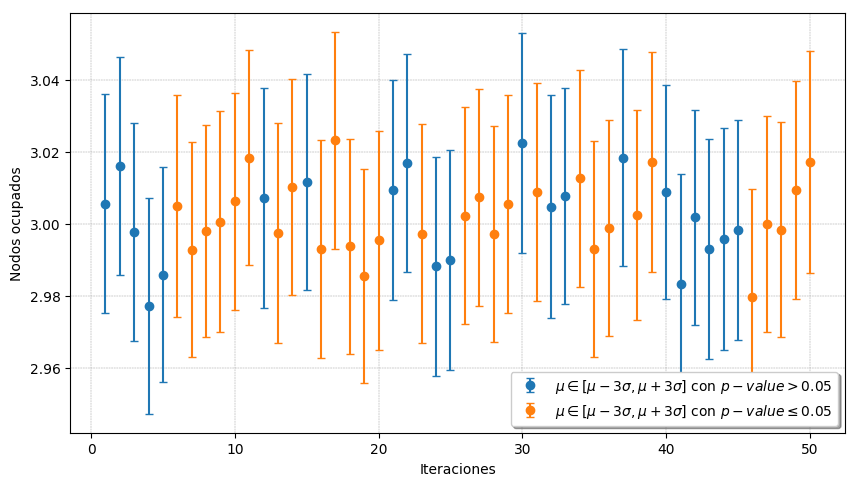 Nodos ocupados
3.04
3.02
3.00
2.98
2.96
0 10 20 30 40 50
Iteraciones
μ ∈ [μ − 3σ, μ + 3σ] con p − value > 0.05
μ ∈ [μ − 3σ, μ + 3σ] con p − value ≤ 0.05